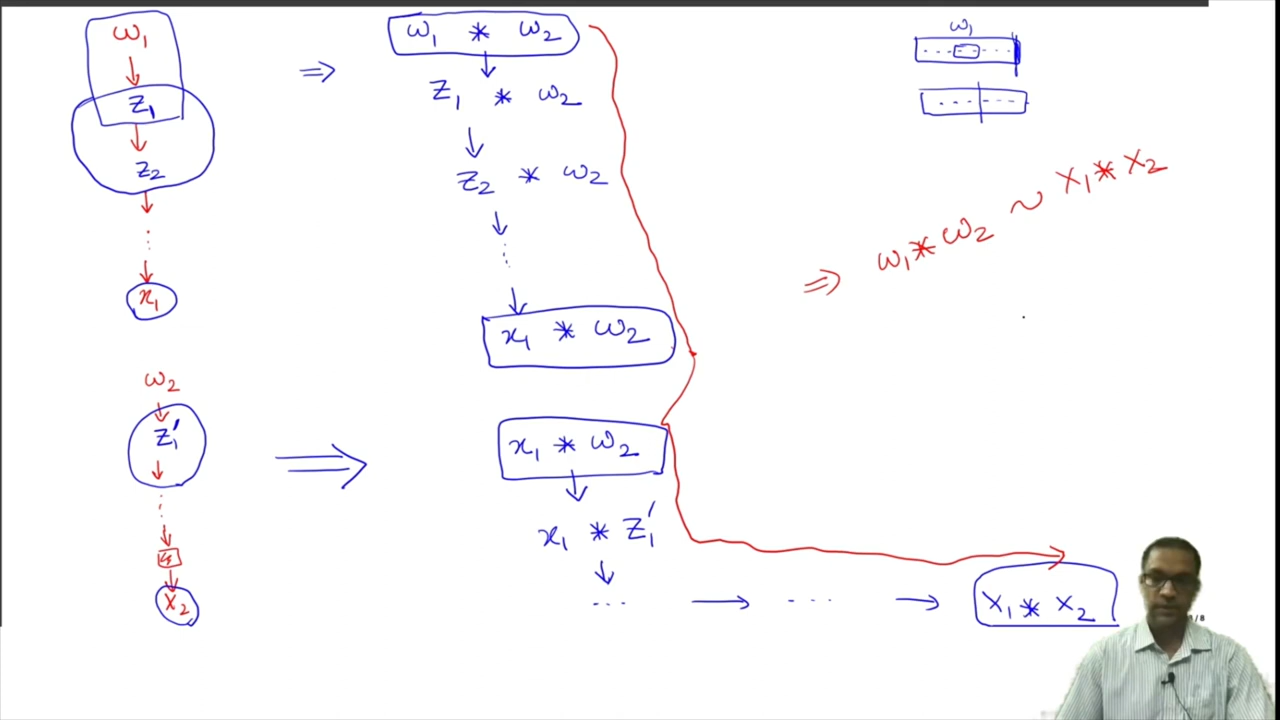 ω₁
↓
Z₁
↓
Z₂
↓
⋮
↓
x₁
⇒
ω₁ * ω₂
↓
Z₁ * ω₂
↓
Z₂ * ω₂
↓
⋮
↓
x₁ * ω₂
ω₁
⇒ ω₁ * ω₂ ~ X₁ * X₂
ω₂
↓
Z₁′
↓
⋮
↓
↓
X₂
⟹
x₁ * ω₂
↓
x₁ * Z₁′
↓
... → ... → X₁ * X₂
/ 8